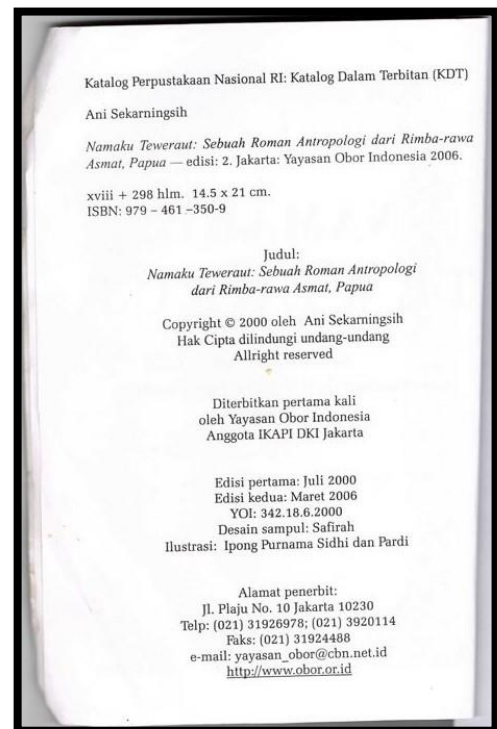 Katalog Perpustakaan Nasional RI: Katalog Dalam Terbitan (KDT)
Ani Sekarningsih
Namaku Teweraut: Sebuah Roman Antropologi dari Rimba-rawa
Asmat, Papua — edisi: 2. Jakarta: Yayasan Obor Indonesia 2006.
xviii + 298 hlm. 14.5 x 21 cm.
ISBN: 979 – 461 –350-9
Judul:
Namaku Teweraut: Sebuah Roman Antropologi
dari Rimba-rawa Asmat, Papua
Copyright © 2000 oleh Ani Sekarningsih
Hak Cipta dilindungi undang-undang
Allright reserved
Diterbitkan pertama kali
oleh Yayasan Obor Indonesia
Anggota IKAPI DKI Jakarta
Edisi pertama: Juli 2000
Edisi kedua: Maret 2006
YOI: 342.18.6.2000
Desain sampul: Safirah
Ilustrasi: Ipong Purnama Sidhi dan Pardi
Alamat penerbit:
Jl. Plaju No. 10 Jakarta 10230
Telp: (021) 31926978; (021) 3920114
Faks: (021) 31924488
e-mail: yayasan_obor@cbn.net.id
http://www.obor.or.id